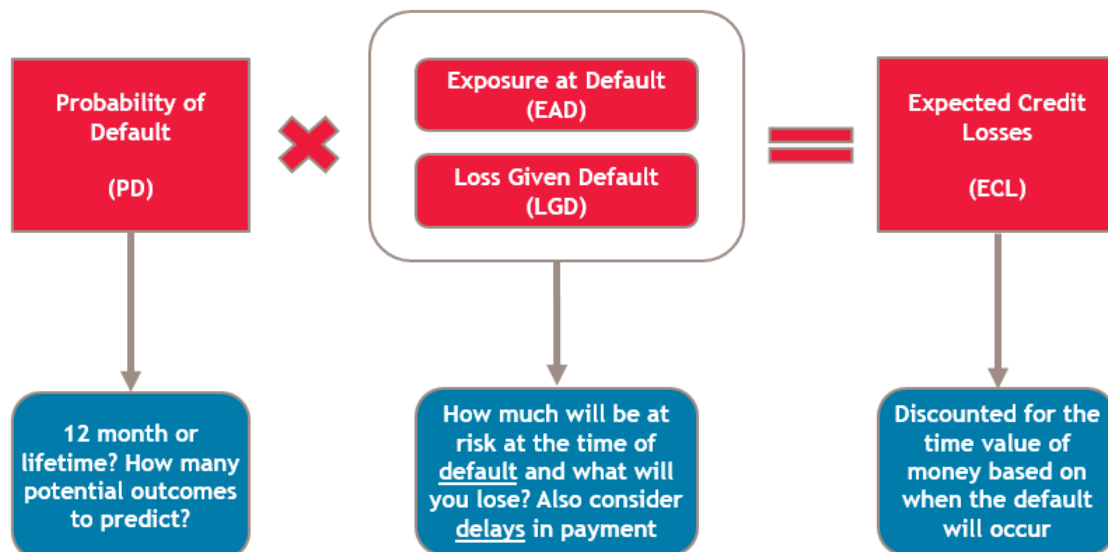 Probability of
Default
(PD)
Exposure at Default
(EAD)
Loss Given Default
(LGD)
Expected Credit
Losses
(ECL)
12 month or
lifetime? How many
potential outcomes
to predict?
How much will be at
risk at the time of
default and what will
you lose? Also consider
delays in payment
Discounted for the
time value of
money based on
when the default
will occur